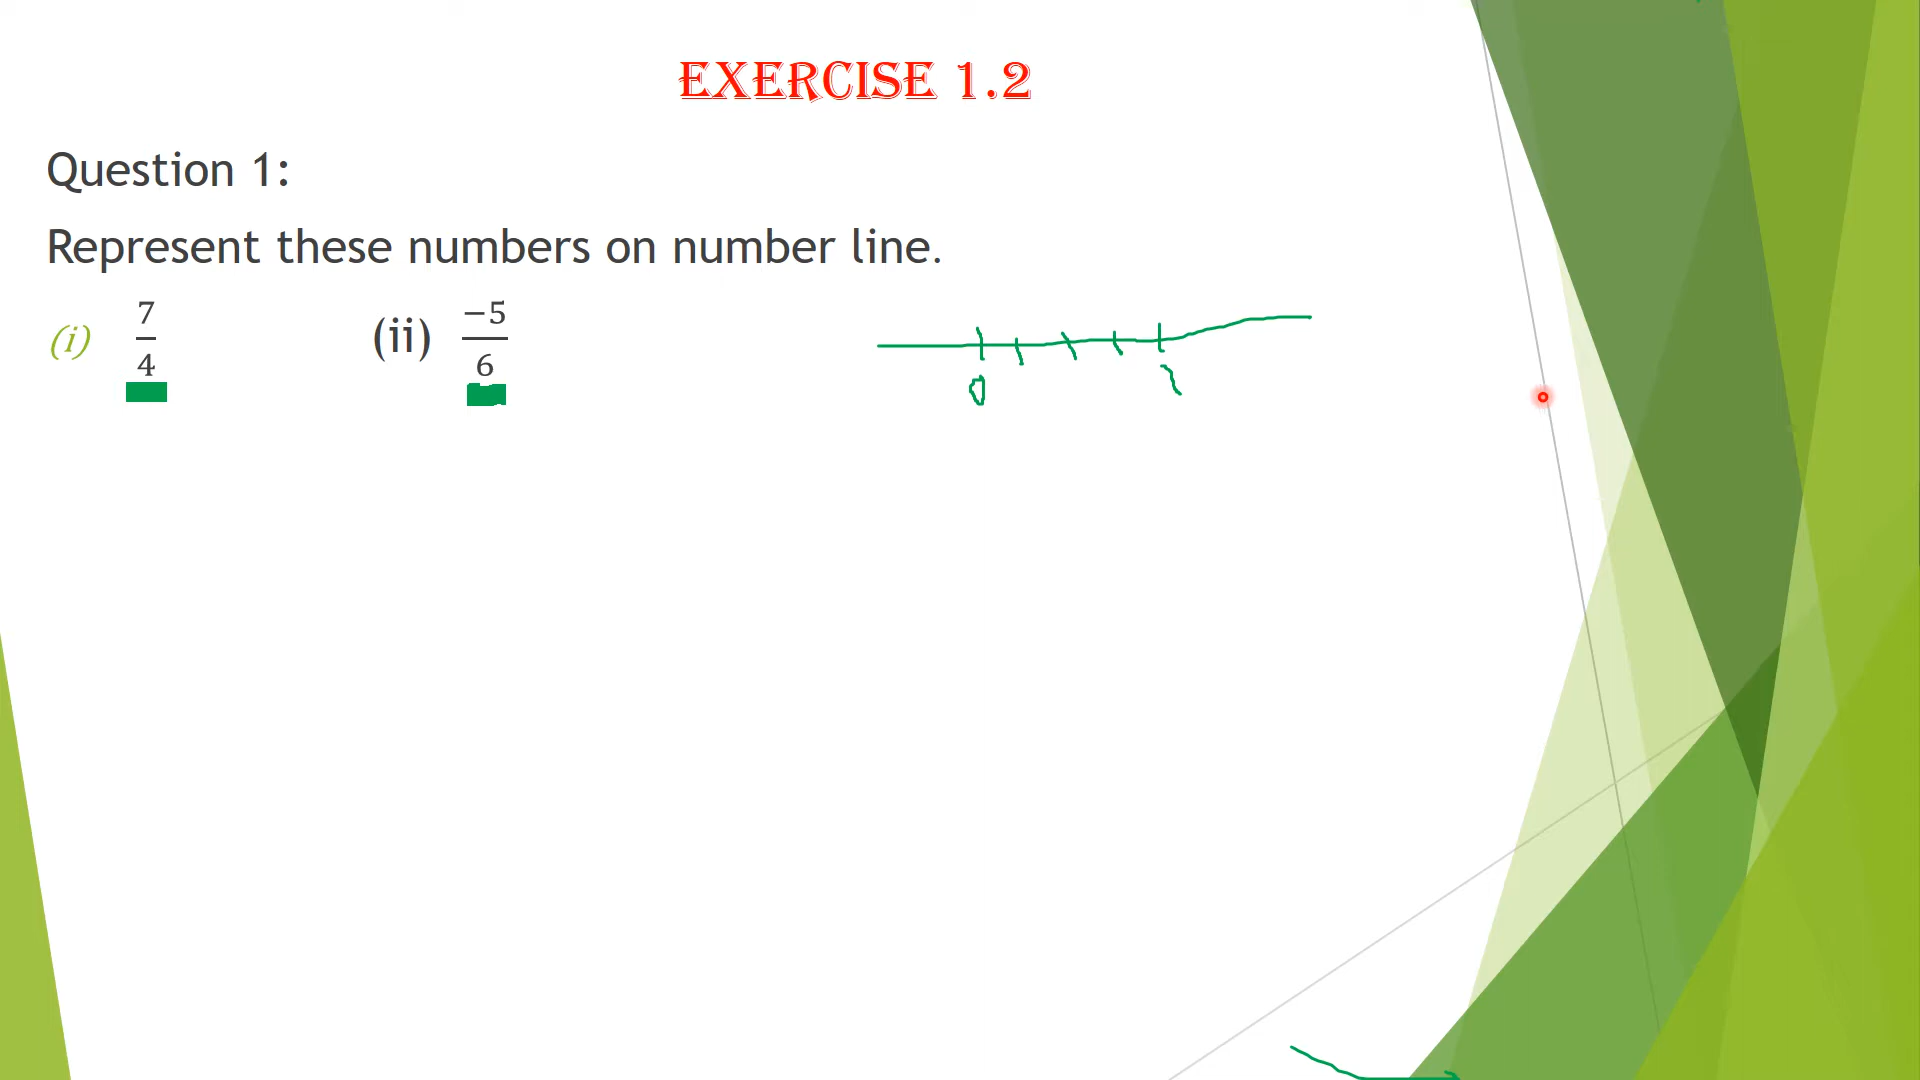 EXERCISE 1.2
Question 1:
Represent these numbers on number line.
(i) 7/4 (ii) −5/6
0 1